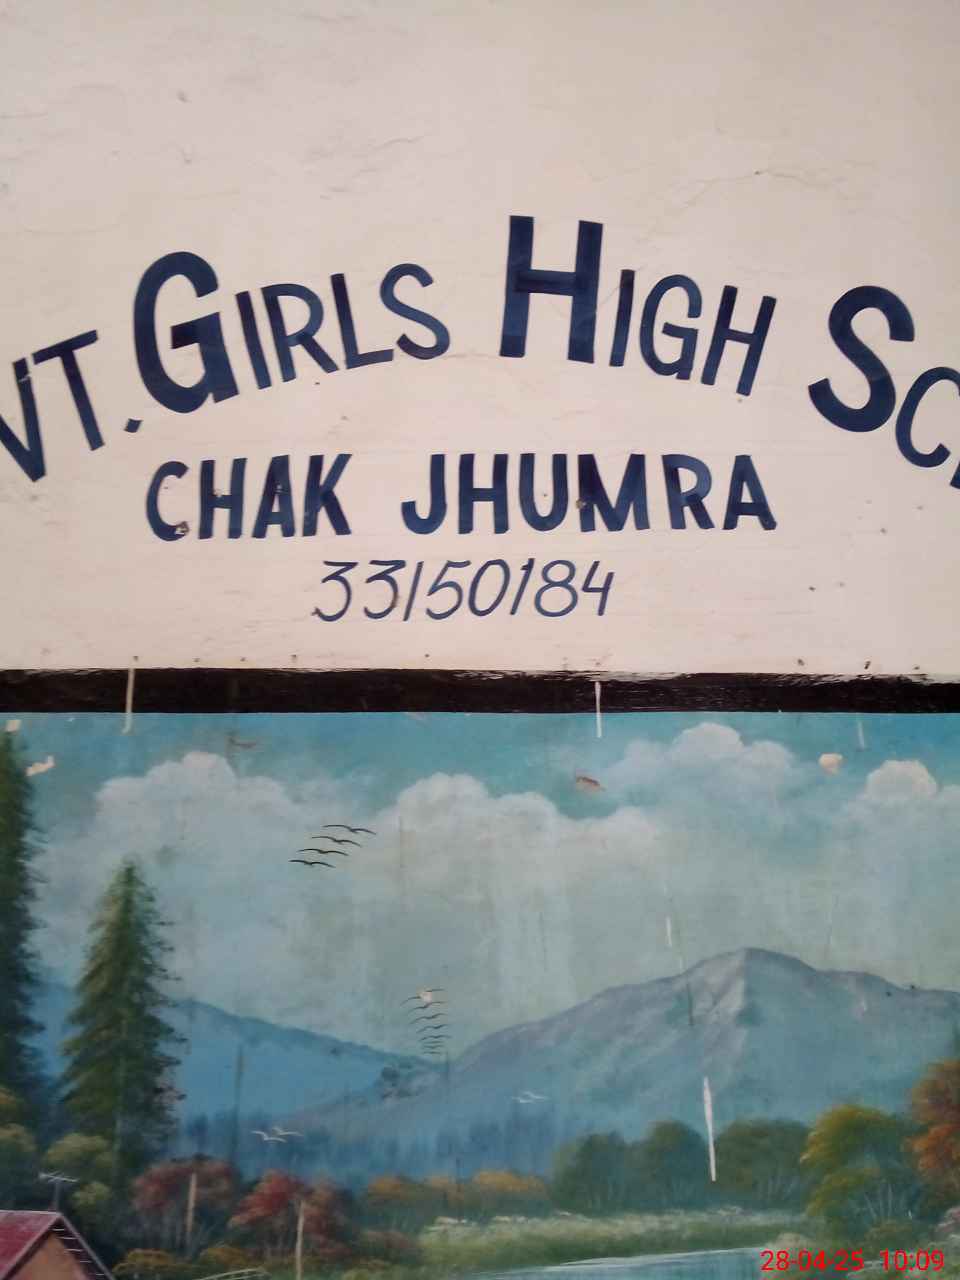 VT. GIRLS HIGH SC
CHAK JHUMRA
33150184
28-04-25 10:09